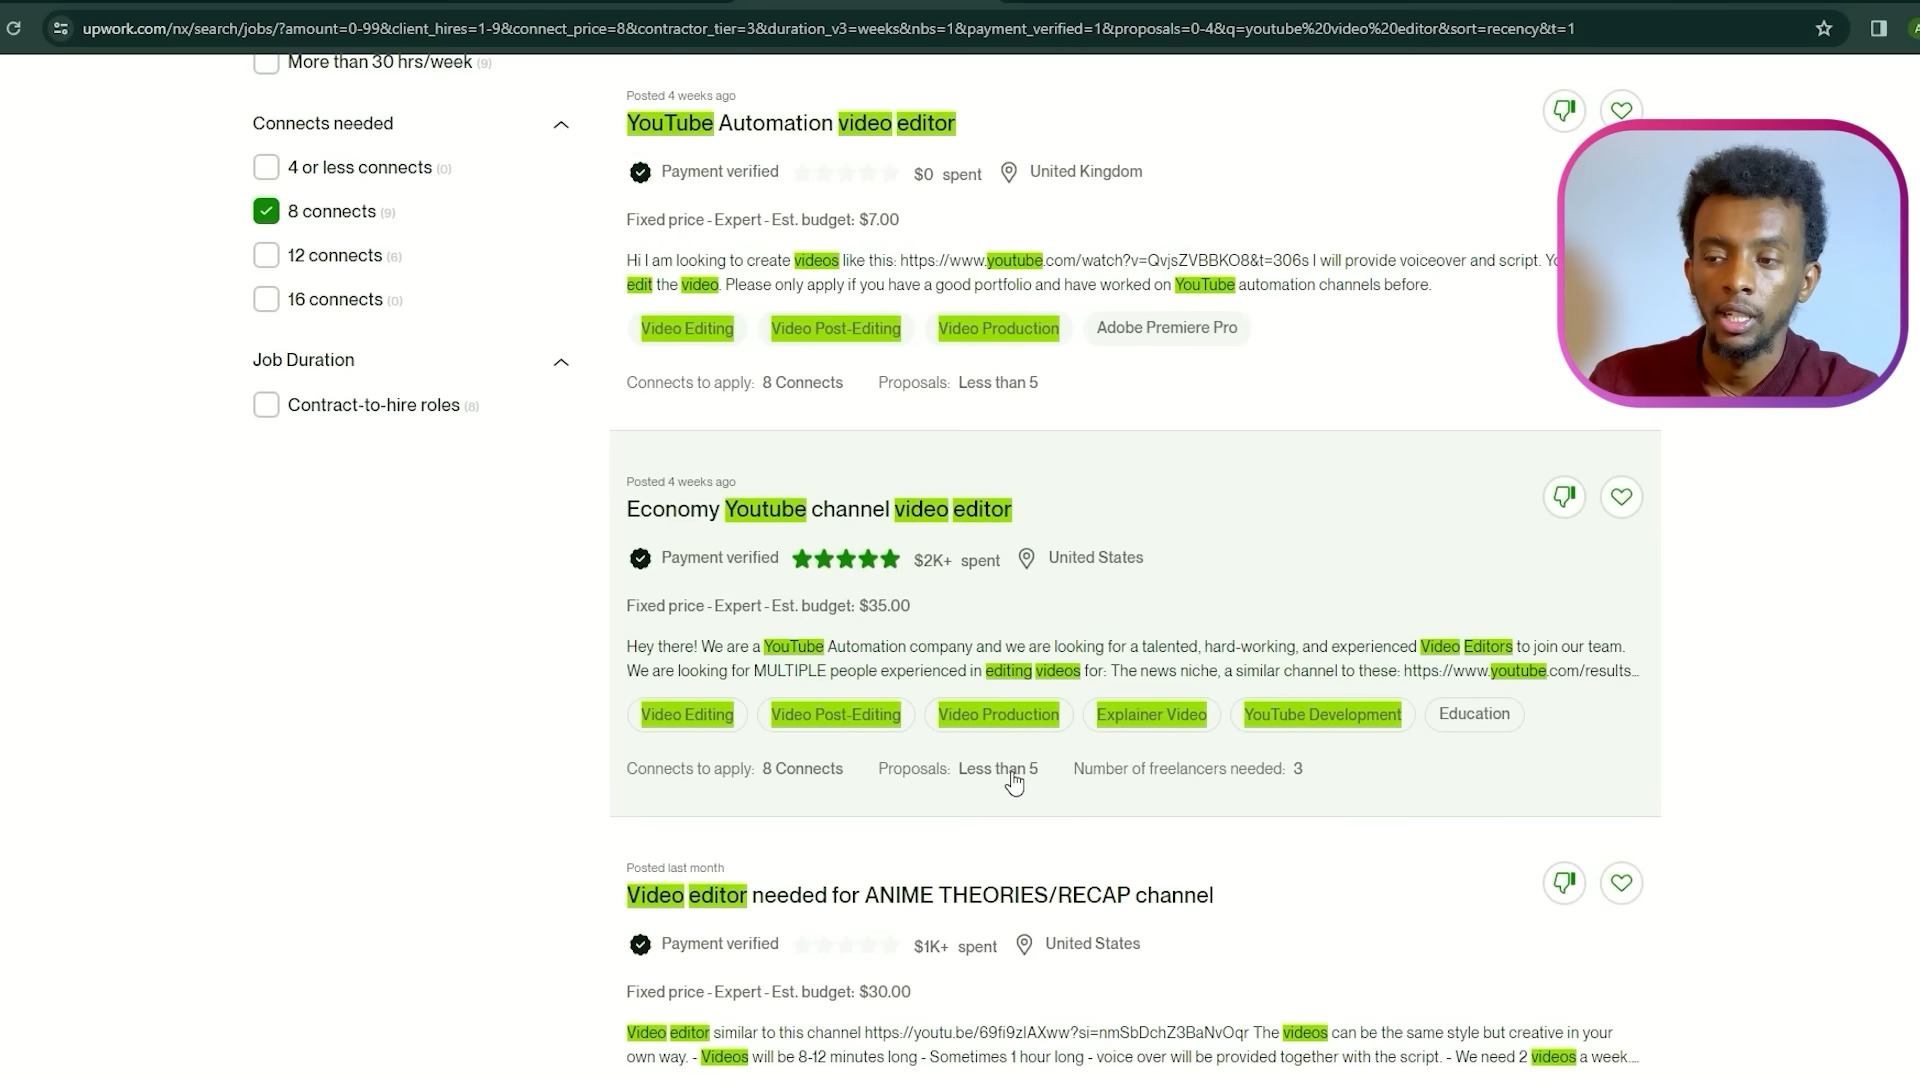 upwork.com/nx/search/jobs/?amount=0-99&client_hires=1-9&connect_price=8&contractor_tier=3&duration_v3=weeks&nbs=1&payment_verified=1&proposals=0-4&q=youtube%20video%20editor&sort=recency&t=1
More than 30 hrs/week (9)
Connects needed
4 or less connects (0)
8 connects (9)
12 connects (6)
16 connects (0)
Job Duration
Contract-to-hire roles (8)
Posted 4 weeks ago
YouTube Automation video editor
Payment verified $0 spent United Kingdom
Fixed price - Expert - Est. budget: $7.00
Hi I am looking to create videos like this: https://www.youtube.com/watch?v=QvjsZVBBKO8&t=306s I will provide voiceover and script.
edit the video. Please only apply if you have a good portfolio and have worked on YouTube automation channels before.
Video Editing Video Post-Editing Video Production Adobe Premiere Pro
Connects to apply: 8 Connects Proposals: Less than 5
Posted 4 weeks ago
Economy Youtube channel video editor
Payment verified $2K+ spent United States
Fixed price - Expert - Est. budget: $35.00
Hey there! We are a YouTube Automation company and we are looking for a talented, hard-working, and experienced Video Editors to join our team.
We are looking for MULTIPLE people experienced in editing videos for: The news niche, a similar channel to these: https://www.youtube.com/results...
Video Editing Video Post-Editing Video Production Explainer Video YouTube Development Education
Connects to apply: 8 Connects Proposals: Less than 5 Number of freelancers needed: 3
Posted last month
Video editor needed for ANIME THEORIES/RECAP channel
Payment verified $1K+ spent United States
Fixed price - Expert - Est. budget: $30.00
Video editor similar to this channel https://youtu.be/69fi9zIAXww?si=nmSbDchZ3BaNvOqr The videos can be the same style but creative in your
own way. - Videos will be 8-12 minutes long - Sometimes 1 hour long - voice over will be provided together with the script. - We need 2 videos a week....